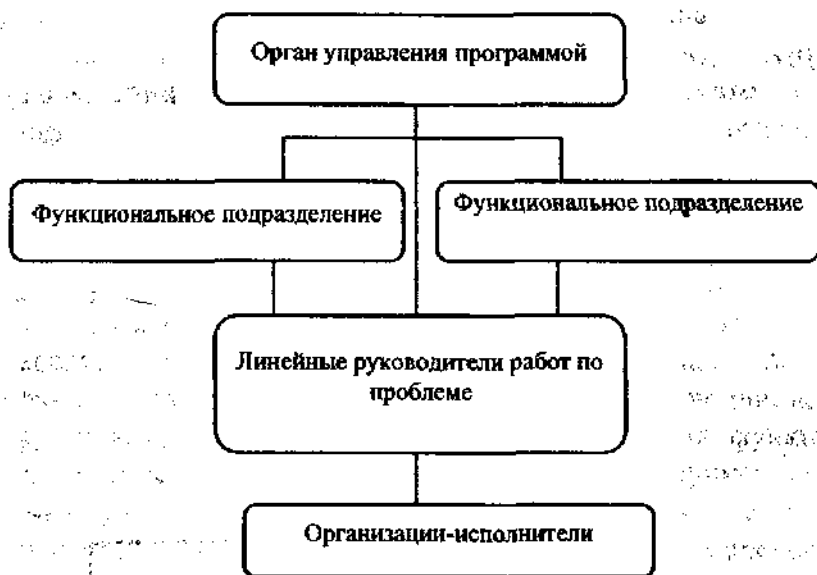 Орган управления программой
Функциональное подразделение
Функциональное подразделение
Линейные руководители работ по
проблеме
Организации-исполнители